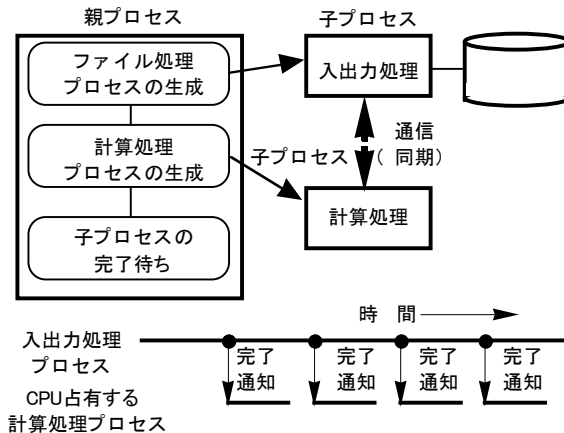 親プロセス
子プロセス
ファイル処理
プロセスの生成
入出力処理
計算処理
プロセスの生成
通信
子プロセス
(同期)
計算処理
子プロセスの
完了待ち
時 間
入出力処理
プロセス
完了
通知
完了
通知
完了
通知
完了
通知
CPU占有する
計算処理プロセス